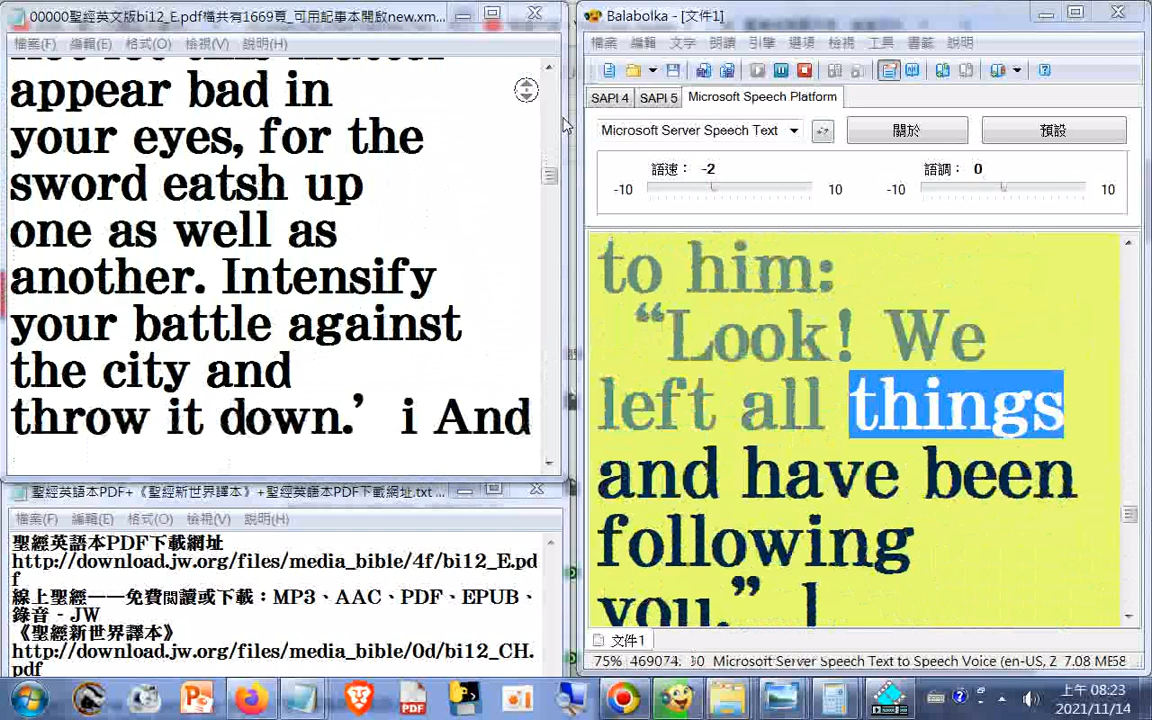 00000聖經英文版bi12_E.pdf檔共有1669頁_可用記事本開啟new.xm...
檔案(F) 編輯(E) 格式(O) 檢視(V) 說明(H)
appear bad in
your eyes, for the
sword eatsh up
one as well as
another. Intensify
your battle against
the city and
throw it down.’ i And
聖經英語本PDF+《聖經新世界譯本》+聖經英語本PDF下載網址.txt ...
檔案(F) 編輯(E) 格式(O) 檢視(V) 說明(H)
聖經英語本PDF下載網址
http://download.jw.org/files/media_bible/4f/bi12_E.pd
f
線上聖經——免費閱讀或下載：MP3、AAC、PDF、EPUB、
錄音 - JW
《聖經新世界譯本》
http://download.jw.org/files/media_bible/0d/bi12_CH.
pdf
Balabolka - [文件1]
檔案 編輯 文字 朗讀 引擎 選項 檢視 工具 書籤 說明
SAPI 4 SAPI 5 Microsoft Speech Platform
Microsoft Server Speech Text 關於 預設
語速： -2 語調： 0
-10 10 -10 10
to him:
“Look! We
left all things
and have been
following
you.”
文件1
75% Microsoft Server Speech Text to Speech Voice (en-US, Z
上午 08:23
2021/11/14